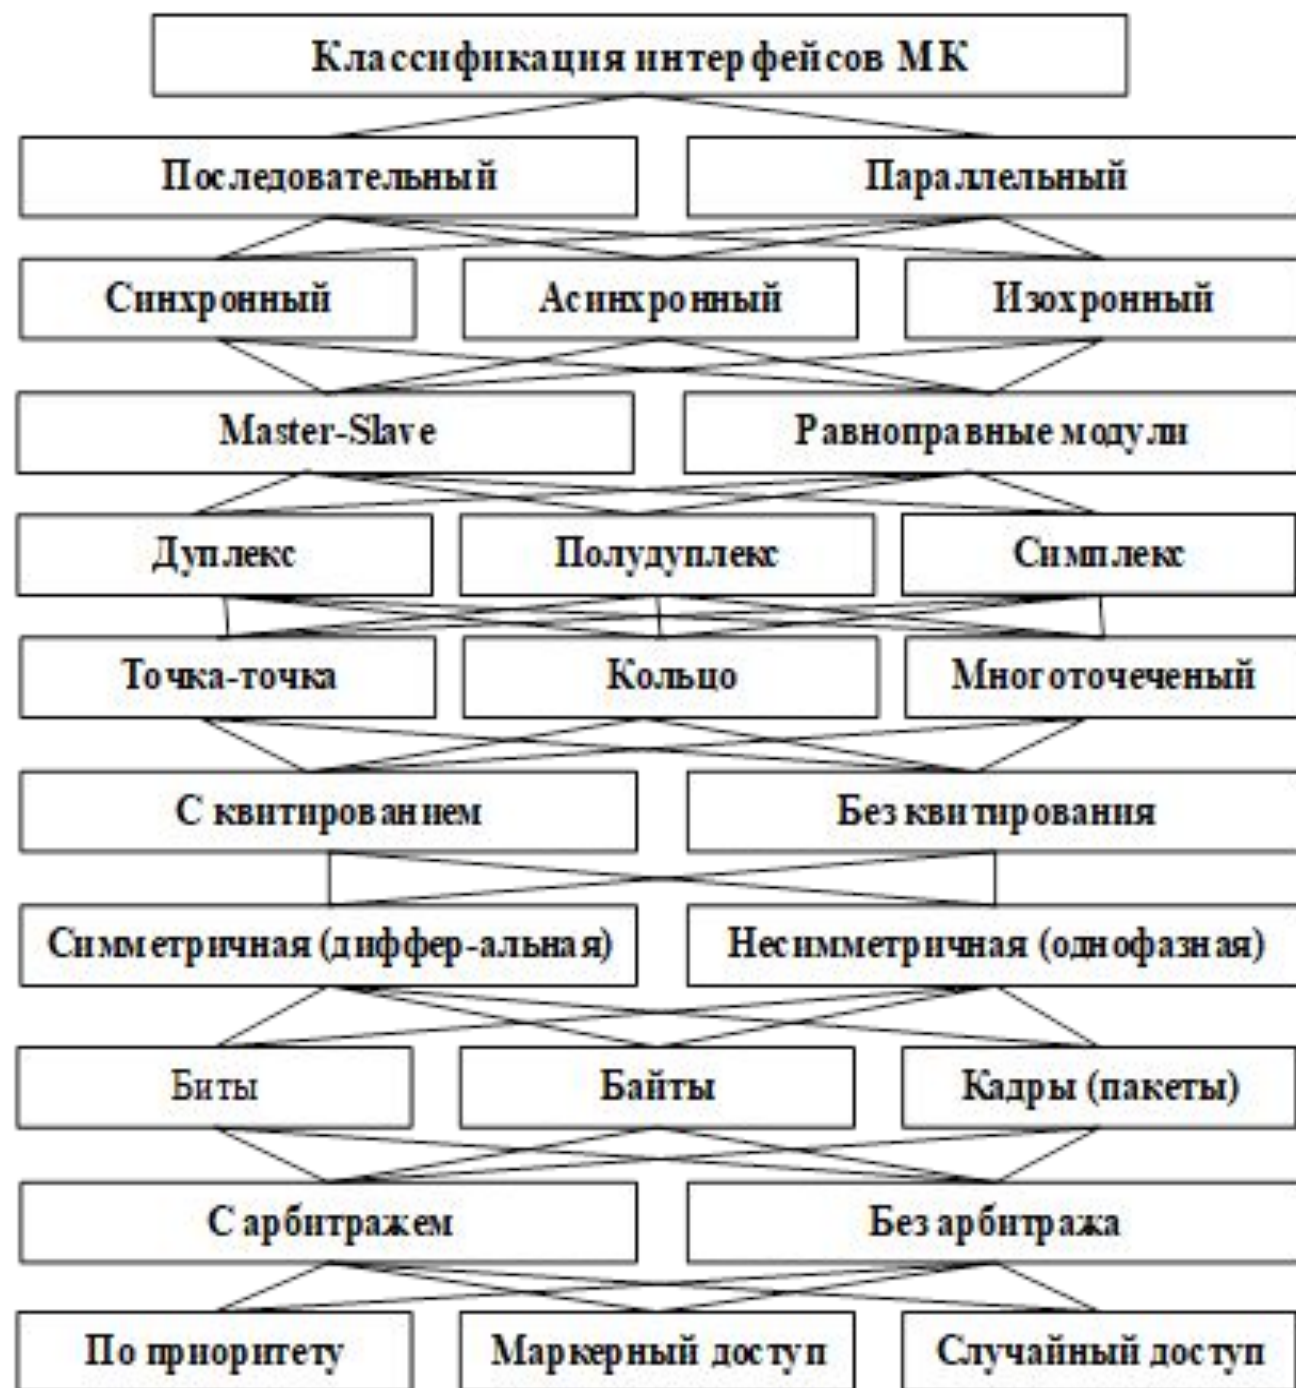 Классификация интерфейсов МК
Последовательный
Параллельный
Синхронный
Асинхронный
Изохронный
Master-Slave
Равноправные модули
Дуплекс
Полудуплекс
Симплекс
Точка-точка
Кольцо
Многоточеченый
С квитированием
Без квитирования
Симметричная (диффер-альная)
Несимметричная (однофазная)
Биты
Байты
Кадры (пакеты)
С арбитражем
Без арбитража
По приоритету
Маркерный доступ
Случайный доступ